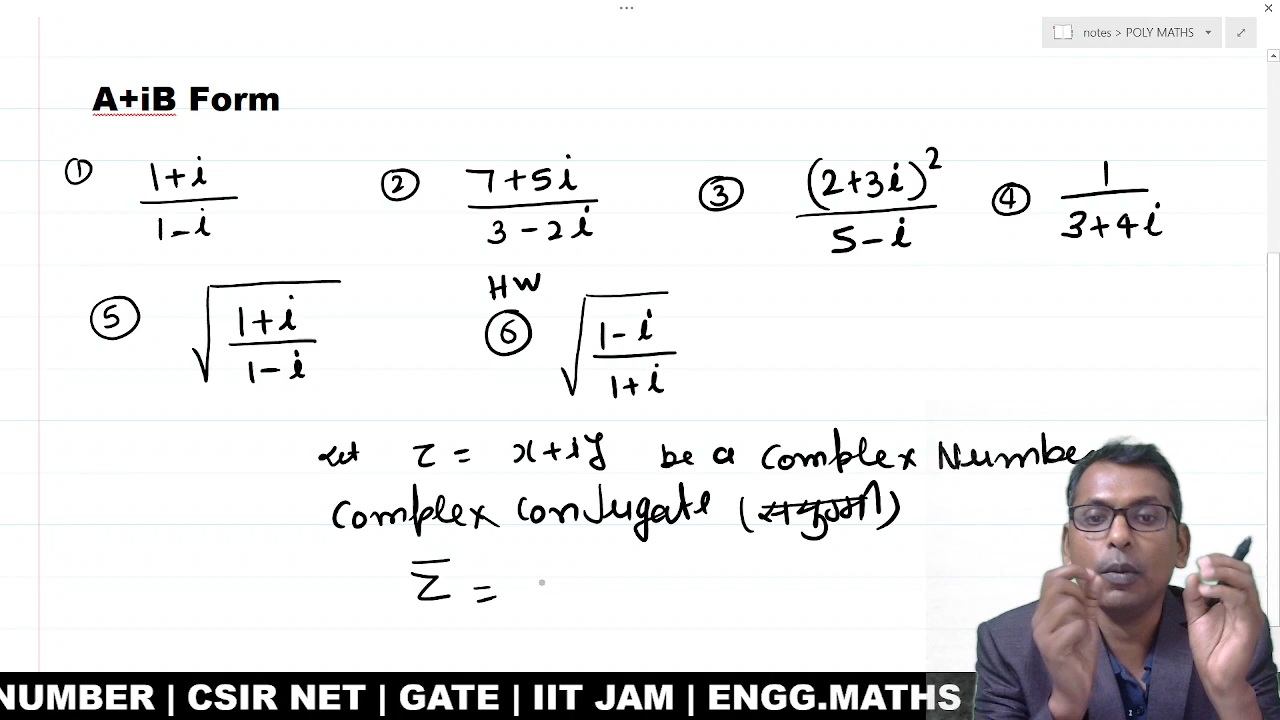 notes > POLY MATHS
A+iB Form
① (1+i)/(1-i) ② (7+5i)/(3-2i) ③ (2+3i)²/(5-i) ④ 1/(3+4i)
HW
⑤ √((1+i)/(1-i)) ⑥ √((1-i)/(1+i))
Let z = x+iy be a complex Numbe
complex conjugate (
z̅ =
NUMBER | CSIR NET | GATE | IIT JAM | ENGG.MATHS